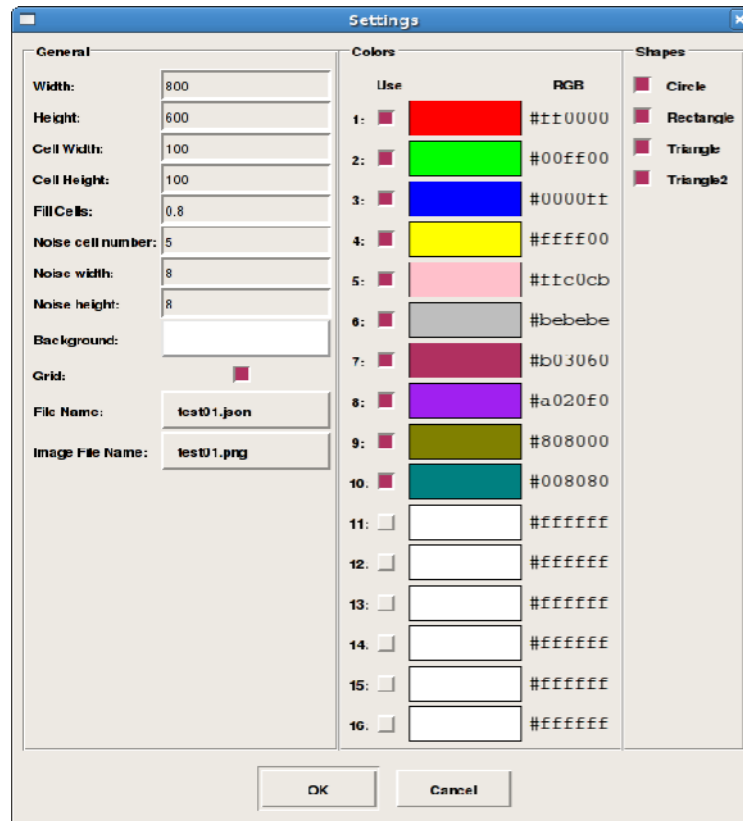 Settings
General
Width: 800
Height: 600
Cell Width: 100
Cell Height: 100
Fill Cells: 0.8
Noise cell number: 5
Noise width: 8
Noise height: 8
Background:
Grid:
File Name: test01.json
Image File Name: test01.png
Colors
Use RGB
1: #ff0000
2: #00ff00
3: #0000ff
4: #ffff00
5: #ffc0cb
6: #bebebe
7: #b03060
8: #a020f0
9: #808000
10. #008080
11: #ffffff
12. #ffffff
13: #ffffff
14. #ffffff
15: #ffffff
16. #ffffff
Shapes
Circle
Rectangle
Triangle
Triangle2
OK
Cancel